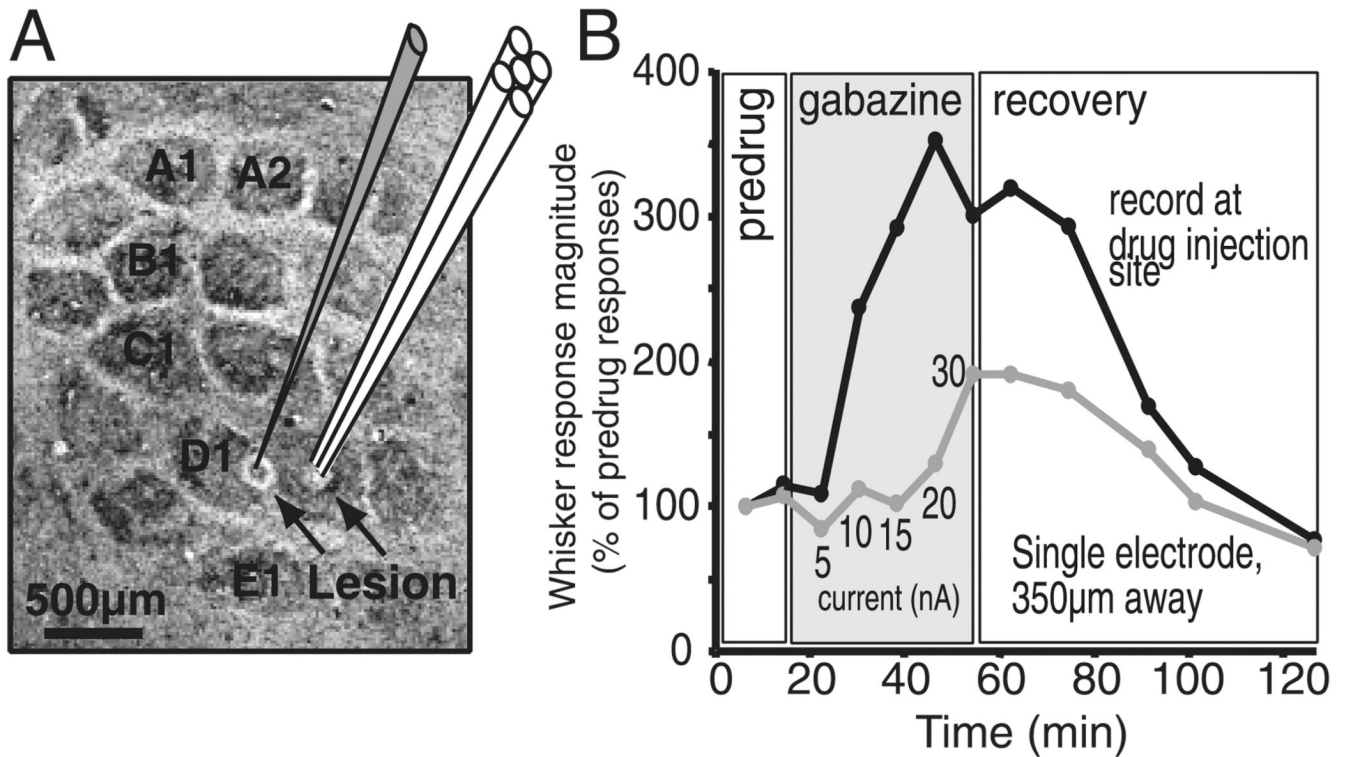 A
A1 A2
B1
C1
D1
E1 Lesion
500µm
B
Whisker response magnitude
(% of predrug responses)
400
300
200
100
0
predrug
gabazine
recovery
record at
drug injection
site
30
20
10 15
5
current (nA)
Single electrode,
350µm away
0 20 40 60 80 100 120
Time (min)